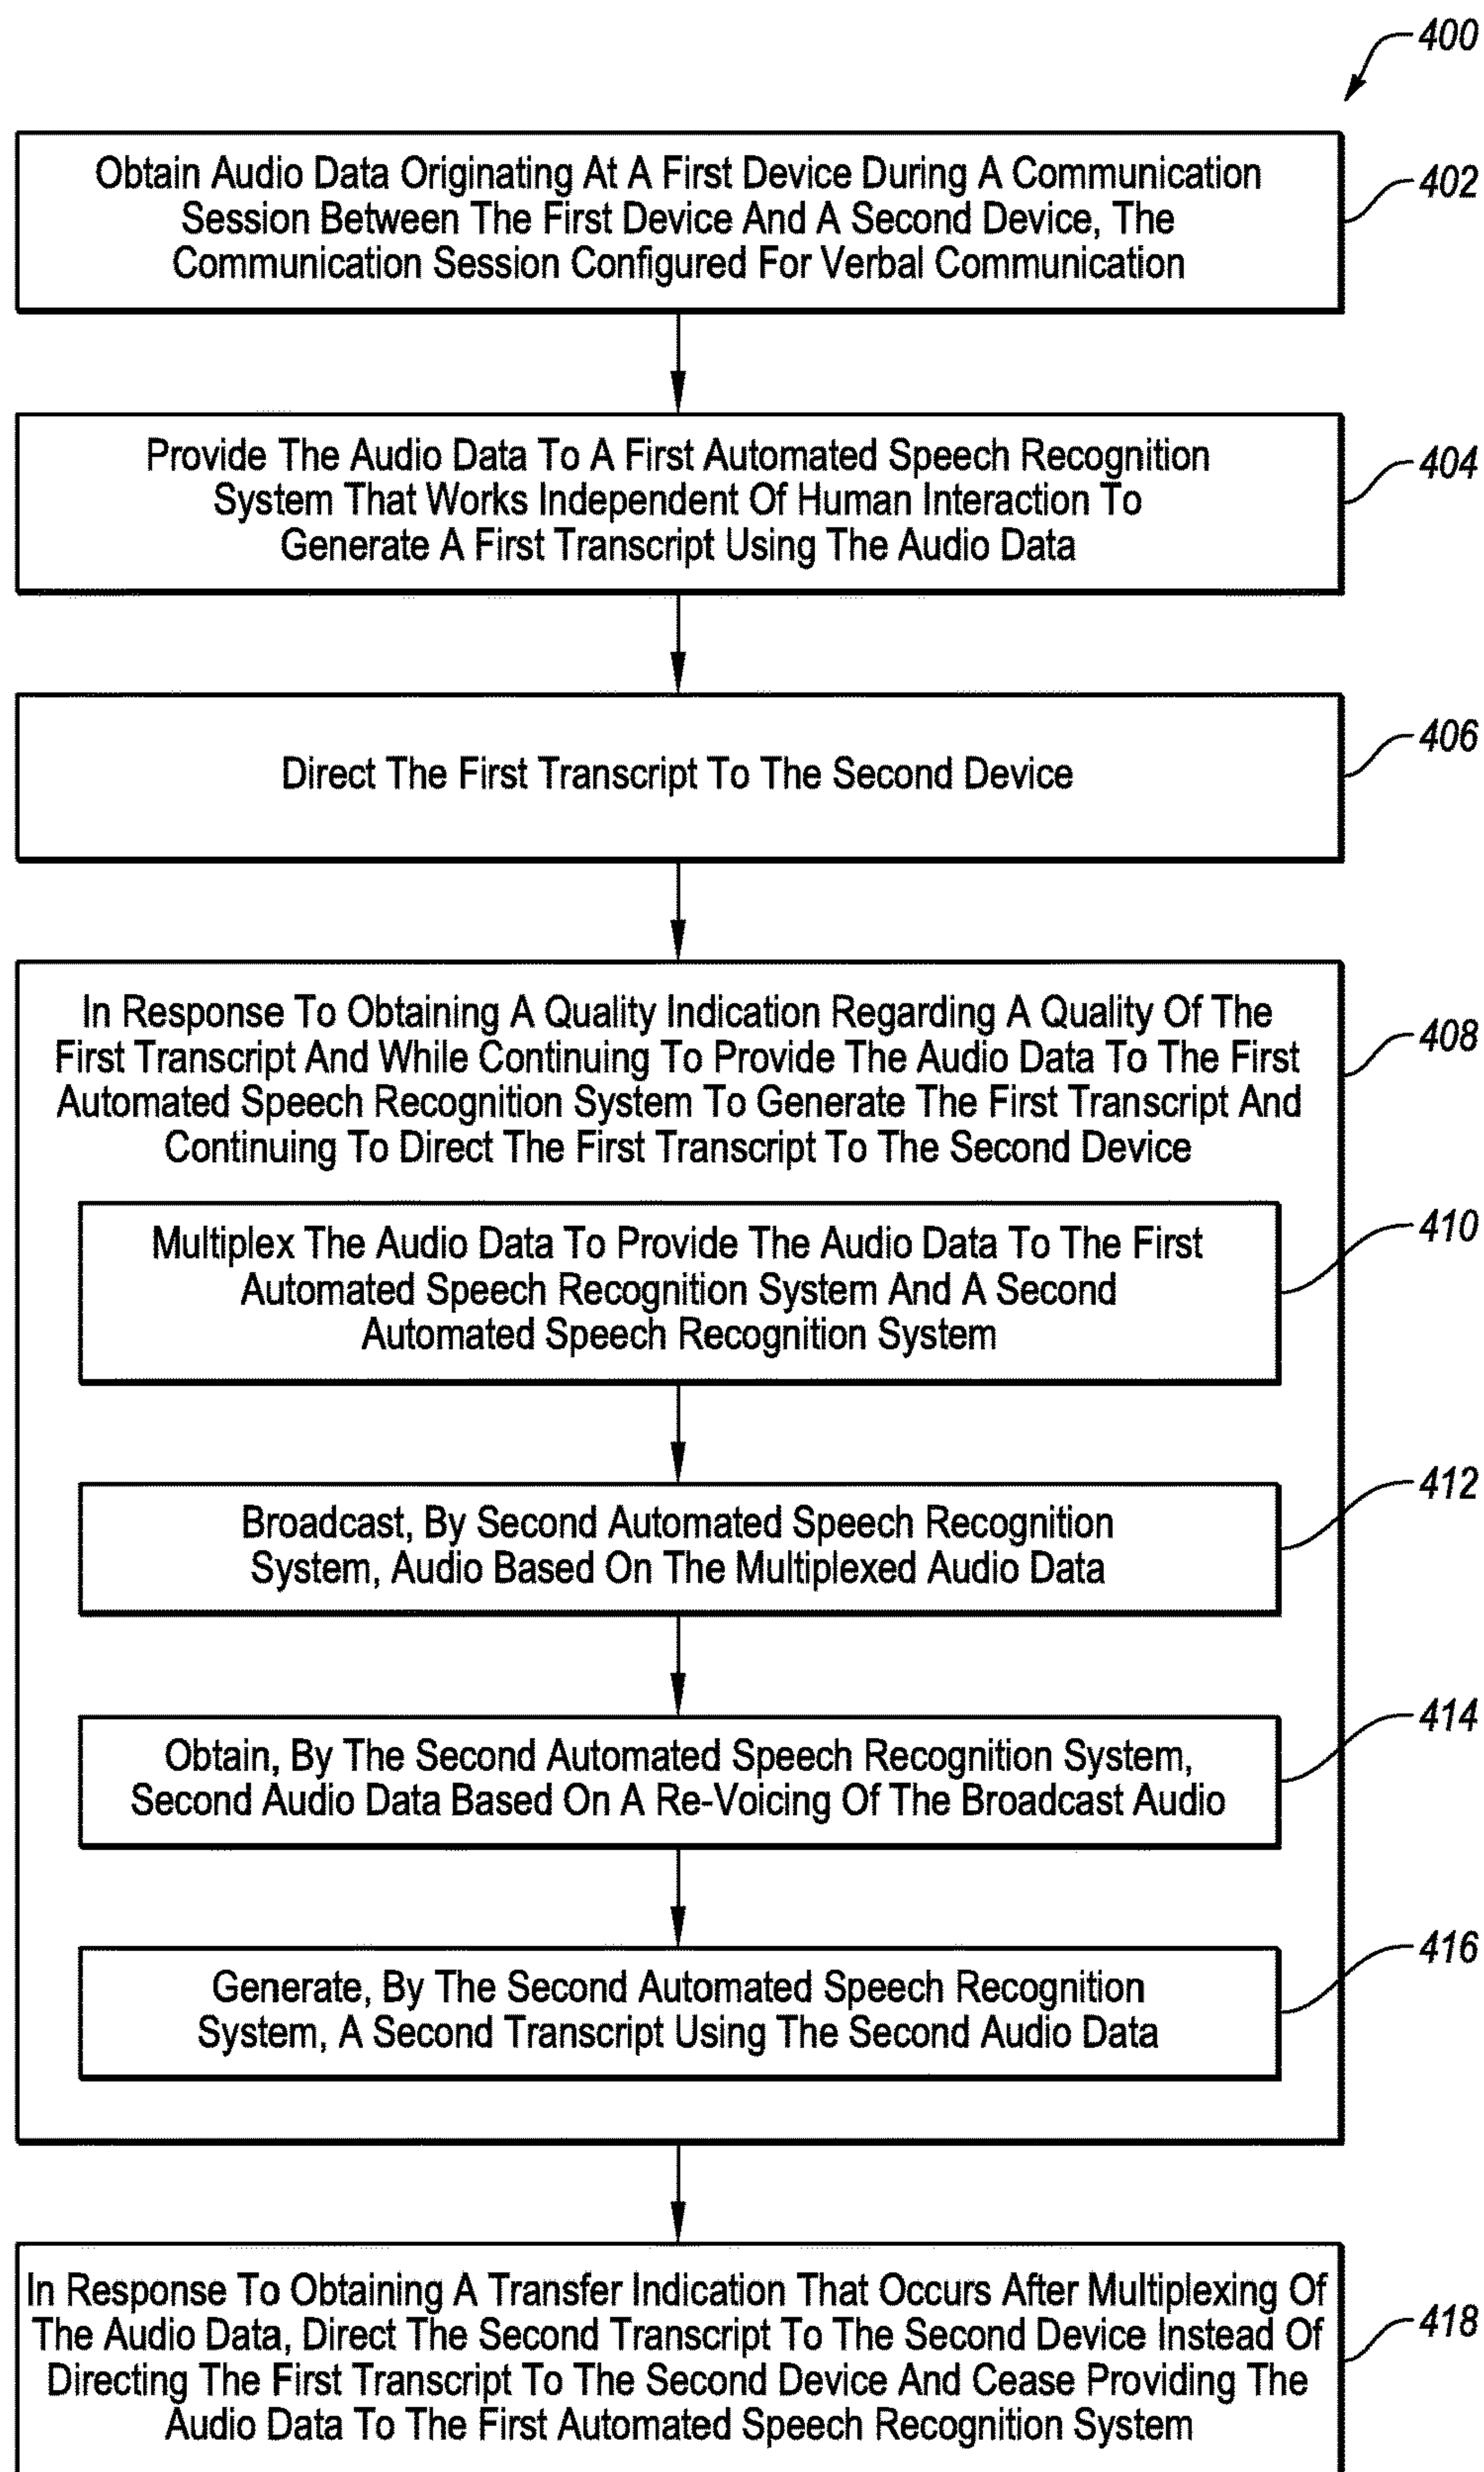 400
Obtain Audio Data Originating At A First Device During A Communication
Session Between The First Device And A Second Device, The
Communication Session Configured For Verbal Communication
402
Provide The Audio Data To A First Automated Speech Recognition
System That Works Independent Of Human Interaction To
Generate A First Transcript Using The Audio Data
404
Direct The First Transcript To The Second Device
406
In Response To Obtaining A Quality Indication Regarding A Quality Of The
First Transcript And While Continuing To Provide The Audio Data To The First
Automated Speech Recognition System To Generate The First Transcript And
Continuing To Direct The First Transcript To The Second Device
408
Multiplex The Audio Data To Provide The Audio Data To The First
Automated Speech Recognition System And A Second
Automated Speech Recognition System
410
Broadcast, By Second Automated Speech Recognition
System, Audio Based On The Multiplexed Audio Data
412
Obtain, By The Second Automated Speech Recognition System,
Second Audio Data Based On A Re-Voicing Of The Broadcast Audio
414
Generate, By The Second Automated Speech Recognition
System, A Second Transcript Using The Second Audio Data
416
In Response To Obtaining A Transfer Indication That Occurs After Multiplexing Of
The Audio Data, Direct The Second Transcript To The Second Device Instead Of
Directing The First Transcript To The Second Device And Cease Providing The
Audio Data To The First Automated Speech Recognition System
418